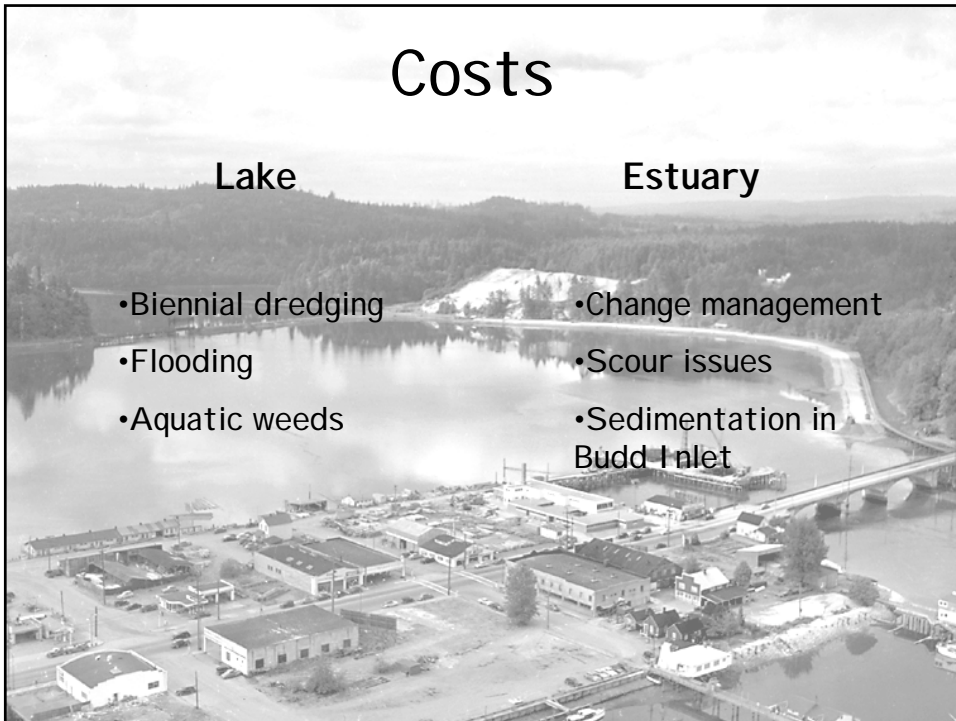 Costs
Lake
•Biennial dredging
•Flooding
•Aquatic weeds
Estuary
•Change management
•Scour issues
•Sedimentation in
Budd Inlet